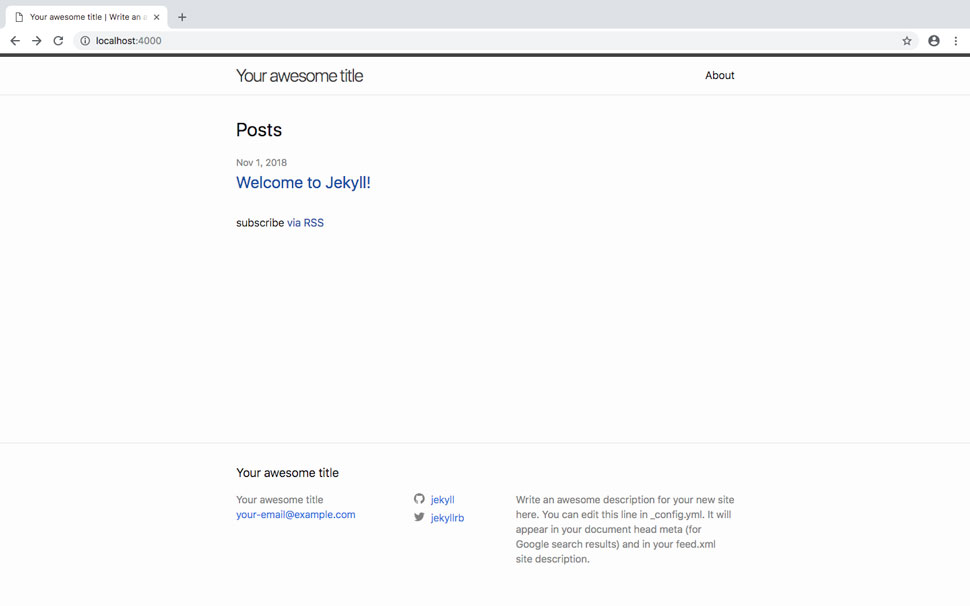 Your awesome title | Write an a
localhost:4000
Your awesome title
About
Posts
Nov 1, 2018
Welcome to Jekyll!
subscribe via RSS
Your awesome title
Your awesome title
your-email@example.com
jekyll
jekyllrb
Write an awesome description for your new site
here. You can edit this line in _config.yml. It will
appear in your document head meta (for
Google search results) and in your feed.xml
site description.